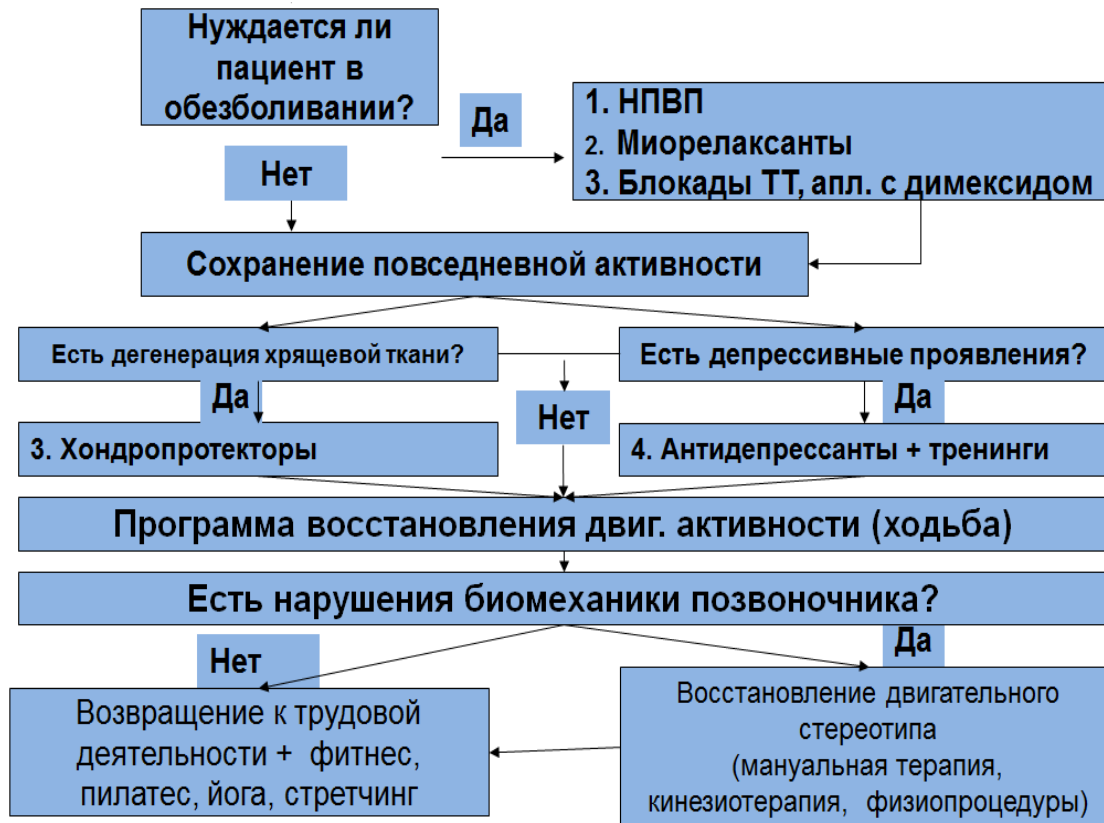 Нуждается ли
пациент в
обезболивании?
Да
1. НПВП
2. Миорелаксанты
3. Блокады ТТ, апл. с димексидом
Нет
Сохранение повседневной активности
Есть дегенерация хрящевой ткани?
Есть депрессивные проявления?
Да
Нет
Да
3. Хондропротекторы
4. Антидепрессанты + тренинги
Программа восстановления двиг. активности (ходьба)
Есть нарушения биомеханики позвоночника?
Нет
Да
Возвращение к трудовой
деятельности + фитнес,
пилатес, йога, стретчинг
Восстановление двигательного
стереотипа
(мануальная терапия,
кинезиотерапия, физиопроцедуры)